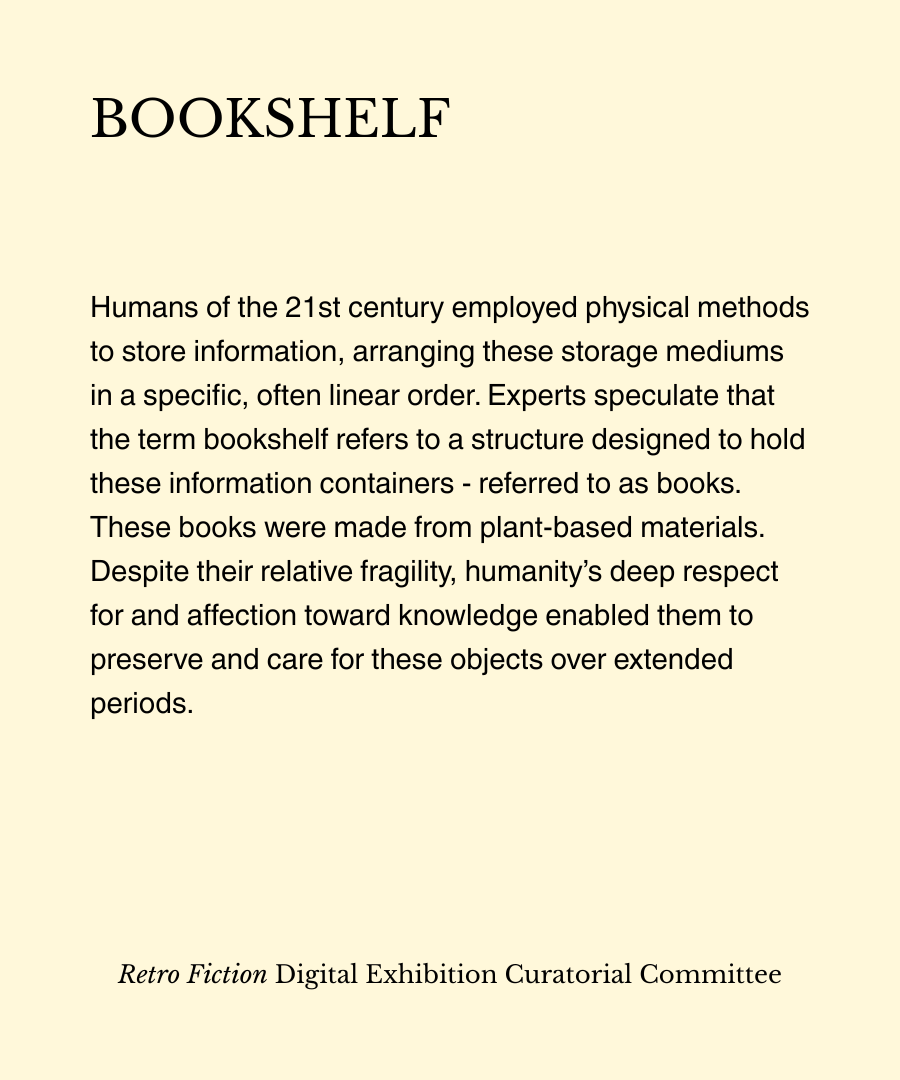 BOOKSHELF
Humans of the 21st century employed physical methods
to store information, arranging these storage mediums
in a specific, often linear order. Experts speculate that
the term bookshelf refers to a structure designed to hold
these information containers - referred to as books.
These books were made from plant-based materials.
Despite their relative fragility, humanity’s deep respect
for and affection toward knowledge enabled them to
preserve and care for these objects over extended
periods.
Retro Fiction Digital Exhibition Curatorial Committee